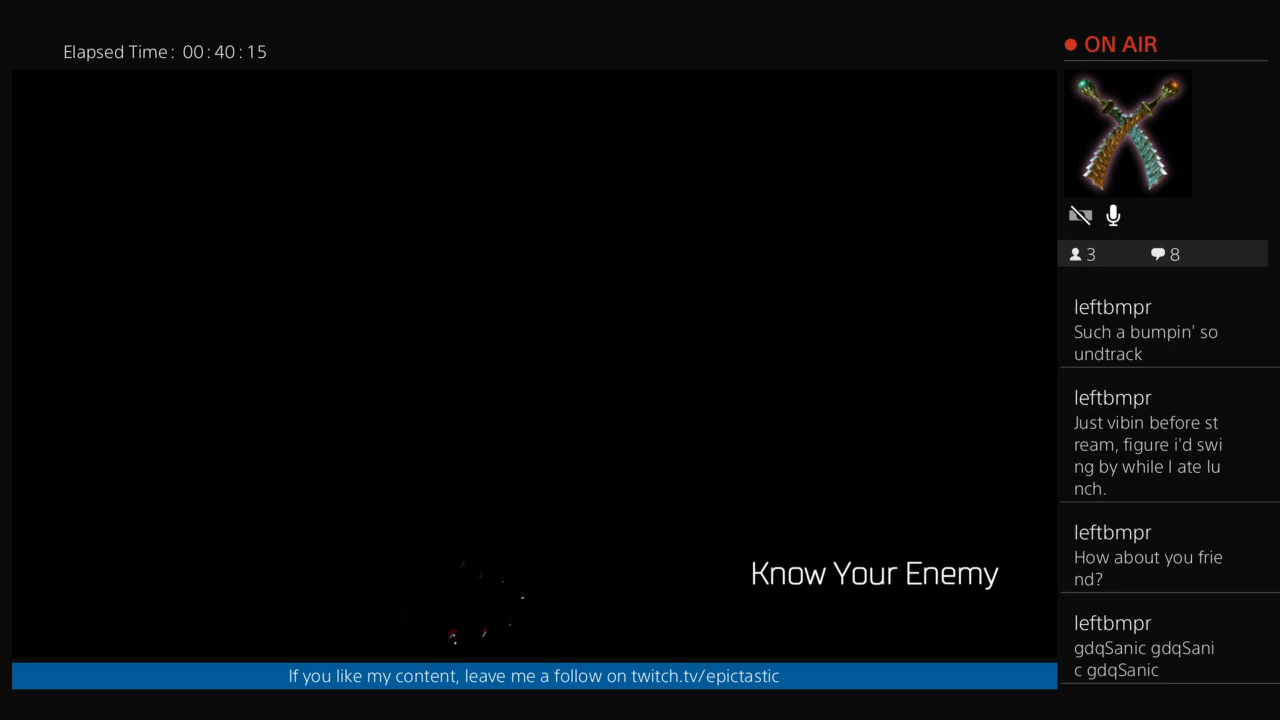 Elapsed Time: 00:40:15
ON AIR
3 8
leftbmpr
Such a bumpin' so
undtrack
leftbmpr
Just vibin before st
ream, figure i'd swi
ng by while I ate lu
nch.
leftbmpr
How about you frie
nd?
leftbmpr
gdqSanic gdqSani
c gdqSanic
Know Your Enemy
If you like my content, leave me a follow on twitch.tv/epictastic